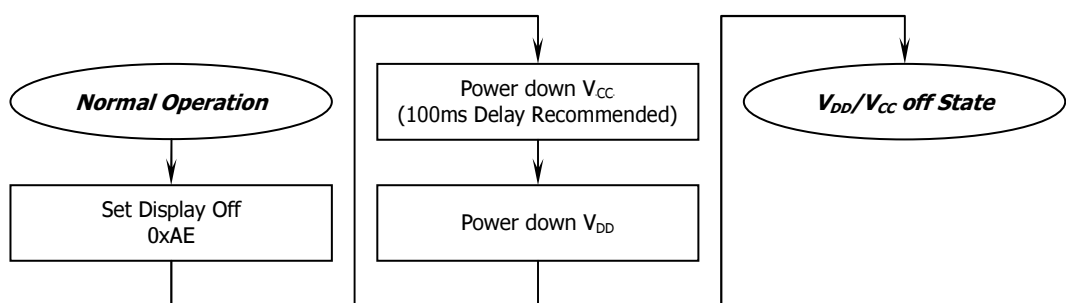 Normal Operation
Set Display Off
0xAE
Power down VCC
(100ms Delay Recommended)
Power down VDD
VDD/VCC off State